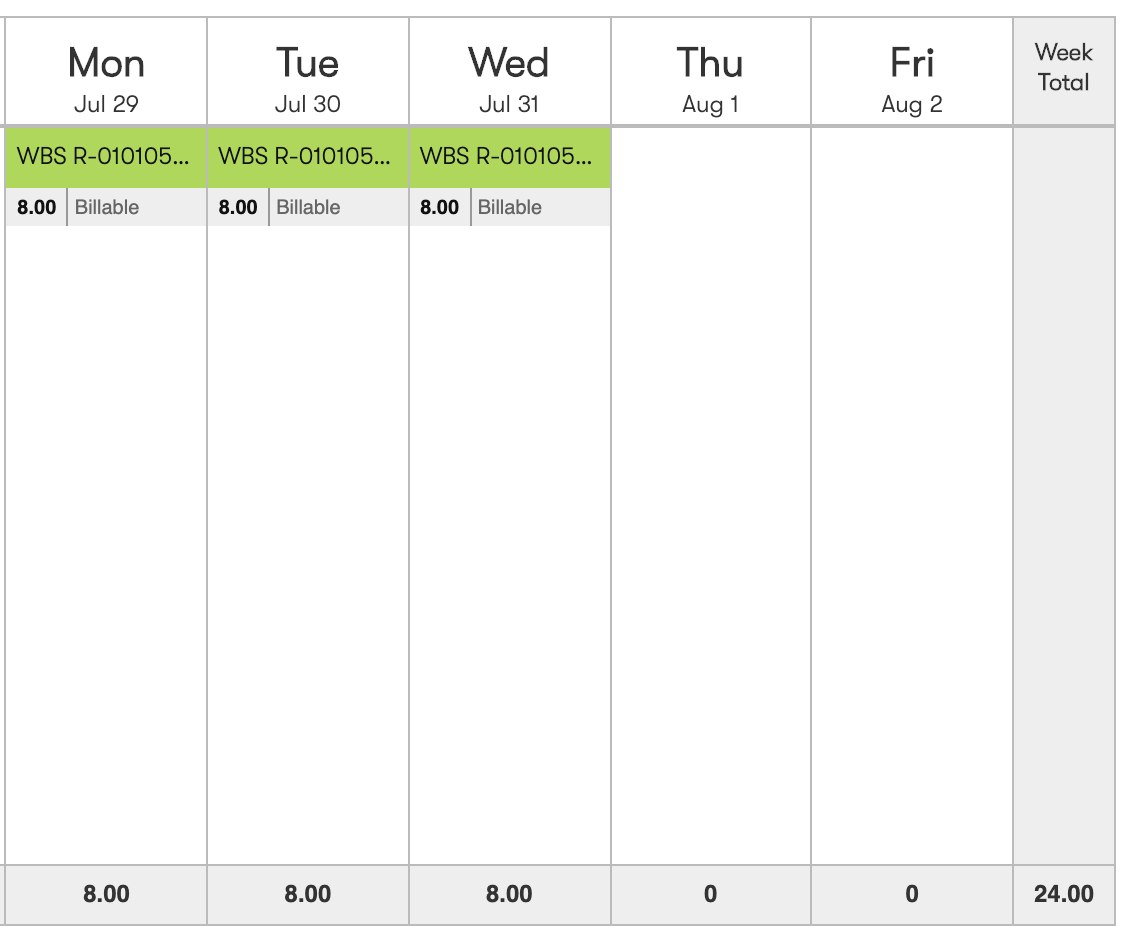 Mon Tue Wed Thu Fri Week
Total
Jul 29 Jul 30 Jul 31 Aug 1 Aug 2
WBS R-010105... WBS R-010105... WBS R-010105...
8.00 Billable 8.00 Billable 8.00 Billable
8.00 8.00 8.00 0 0 24.00